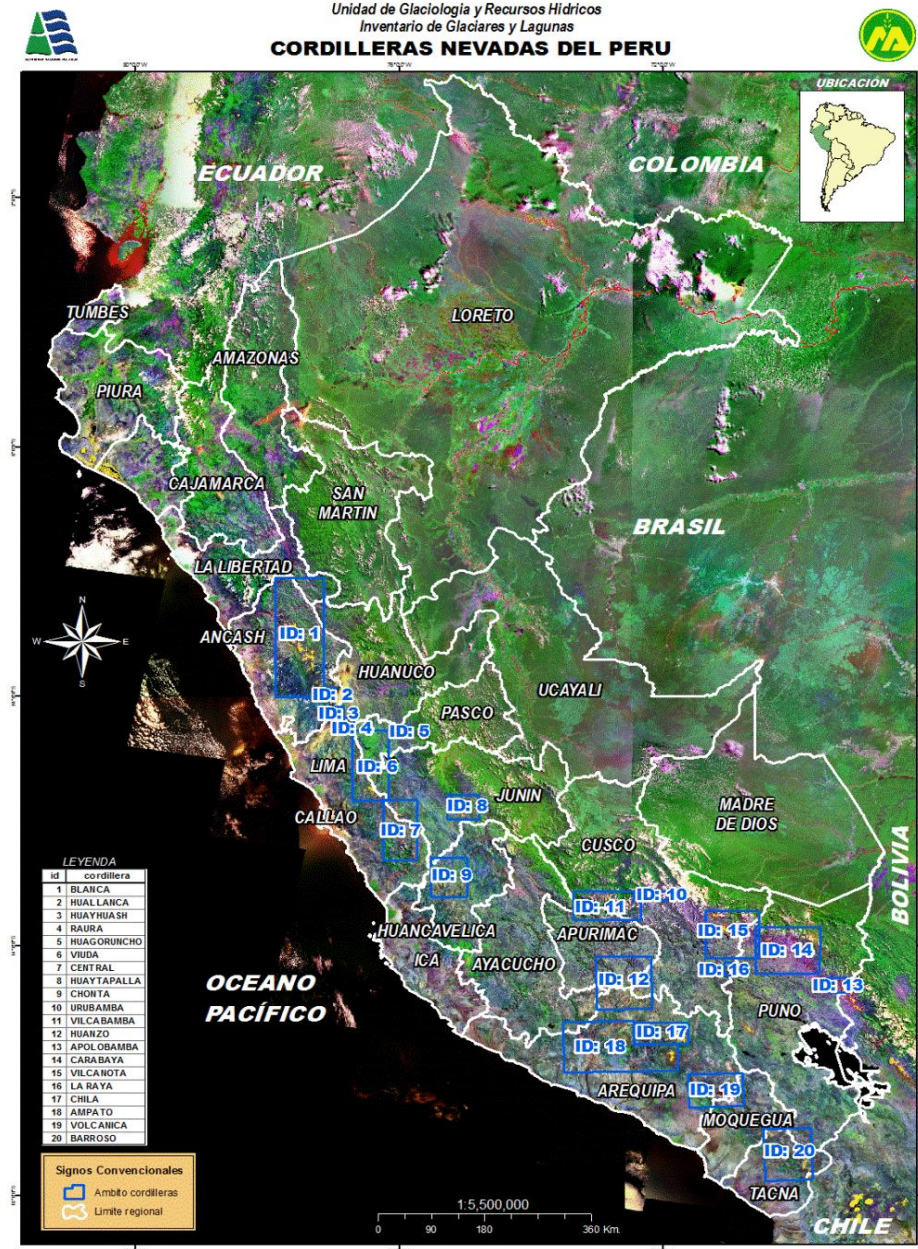 Unidad de Glaciologia y Recursos Hidricos
Inventario de Glaciares y Lagunas
CORDILLERAS NEVADAS DEL PERU
UBICACIÓN
ECUADOR
COLOMBIA
TUMBES
LORETO
AMAZONAS
PIURA
CAJAMARCA
SAN
MARTIN
BRASIL
LA LIBERTAD
N
W
E
S
ANCASH
ID: 1
HUANUCO
UCAYALI
ID: 2
ID: 3
PASCO
ID: 4
ID: 5
LIMA
ID: 6
JUNIN
ID: 8
MADRE
DE DIOS
CALLAO
ID: 7
CUSCO
BOLIVIA
ID: 9
ID: 10
ID: 11
HUANCAVELICA
APURIMAC
ID: 15
ID: 14
ICA
AYACUCHO
ID: 16
ID: 12
ID: 13
OCEANO
PACÍFICO
PUNO
ID: 17
ID: 18
AREQUIPA
ID: 19
MOQUEGUA
ID: 20
TACNA
CHILE
LEYENDA
id cordillera
1 BLANCA
2 HUALLANCA
3 HUAYHUASH
4 RAURA
5 HUAGORUNCHO
6 VIUDA
7 CENTRAL
8 HUAYTAPALLA
9 CHONTA
10 URUBAMBA
11 VILCABAMBA
12 HUANZO
13 APOLOBAMBA
14 CARABAYA
15 VILCANOTA
16 LA RAYA
17 CHILA
18 AMPATO
19 VOLCANICA
20 BARROSO
Signos Convencionales
Ambito cordilleras
Limite regional
1:5,500,000
0 90 180 360 Km.